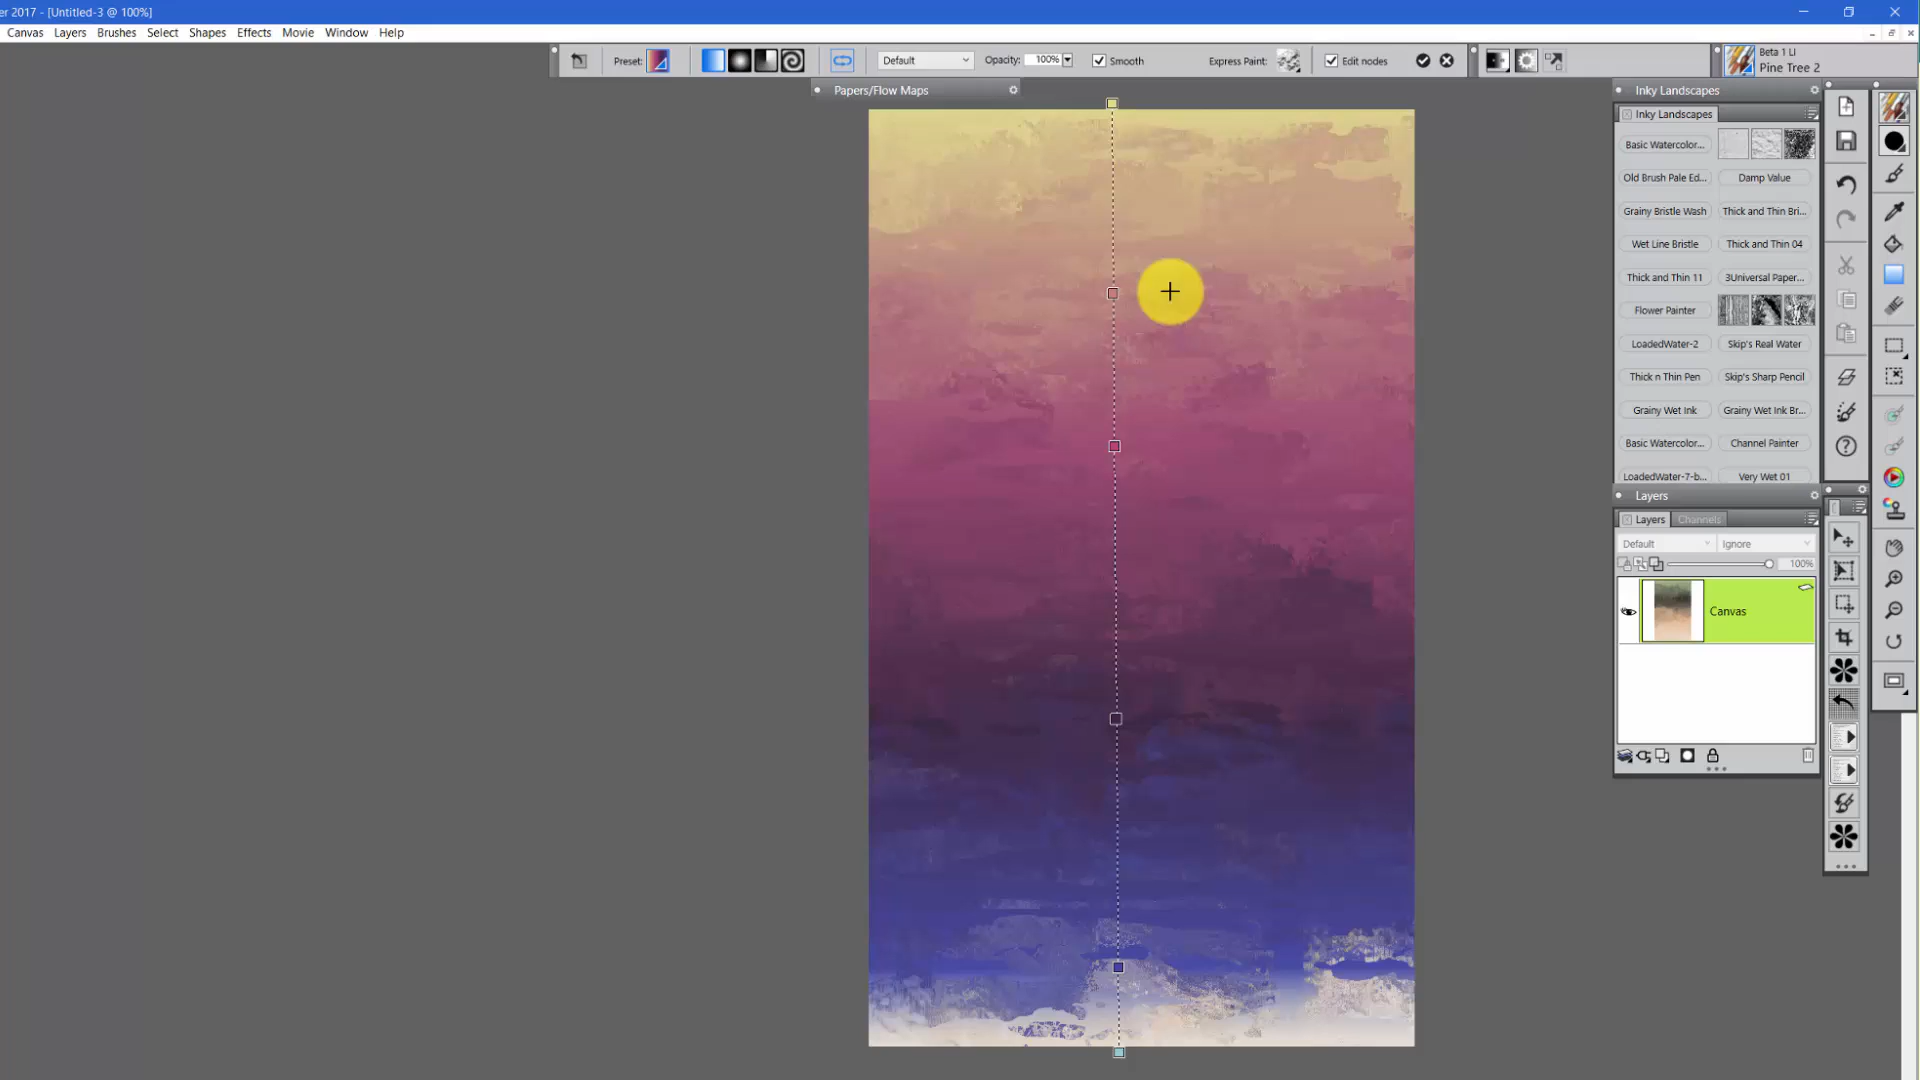 er 2017 - [Untitled-3 @ 100%]
Canvas Layers Brushes Select Shapes Effects Movie Window Help
Preset: Default Opacity: 100% Smooth Express Paint: Edit nodes
Beta 1 LI
Pine Tree 2
Papers/Flow Maps
Inky Landscapes
Inky Landscapes
Basic Watercolor...
Old Brush Pale Ed... Damp Value
Grainy Bristle Wash Thick and Thin Bri...
Wet Line Bristle Thick and Thin 04
Thick and Thin 11 3Universal Paper...
Flower Painter
LoadedWater-2 Skip's Real Water
Thick n Thin Pen Skip's Sharp Pencil
Grainy Wet Ink Grainy Wet Ink Br...
Basic Watercolor... Channel Painter
LoadedWater-7-b... Very Wet 01
Layers
Layers Channels
Default Ignore
100%
Canvas